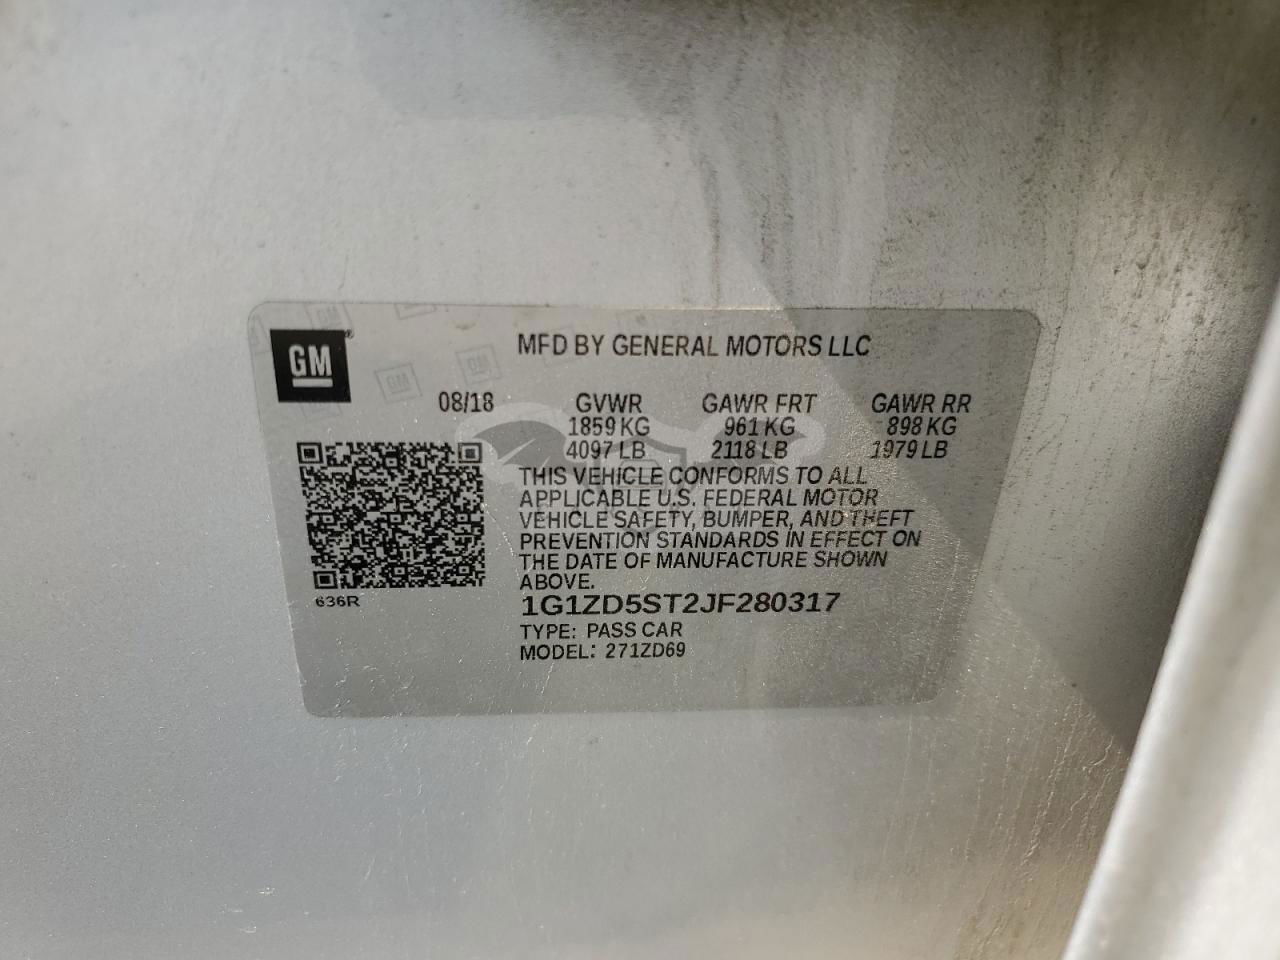 GM®
MFD BY GENERAL MOTORS LLC
08/18 GVWR GAWR FRT GAWR RR
1859 KG 961 KG 898 KG
4097 LB 2118 LB 1979 LB
THIS VEHICLE CONFORMS TO ALL
APPLICABLE U.S. FEDERAL MOTOR
VEHICLE SAFETY, BUMPER, AND THEFT
PREVENTION STANDARDS IN EFFECT ON
THE DATE OF MANUFACTURE SHOWN
ABOVE.
636R
1G1ZD5ST2JF280317
TYPE: PASS CAR
MODEL: 271ZD69